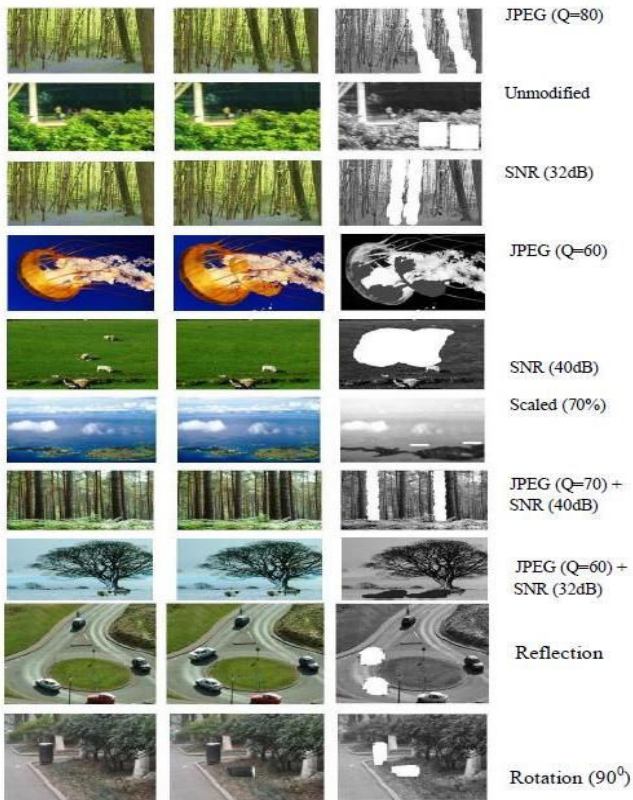 JPEG (Q=80)
Unmodified
SNR (32dB)
JPEG (Q=60)
SNR (40dB)
Scaled (70%)
JPEG (Q=70) +
SNR (40dB)
JPEG (Q=60) +
SNR (32dB)
Reflection
Rotation (90⁰)